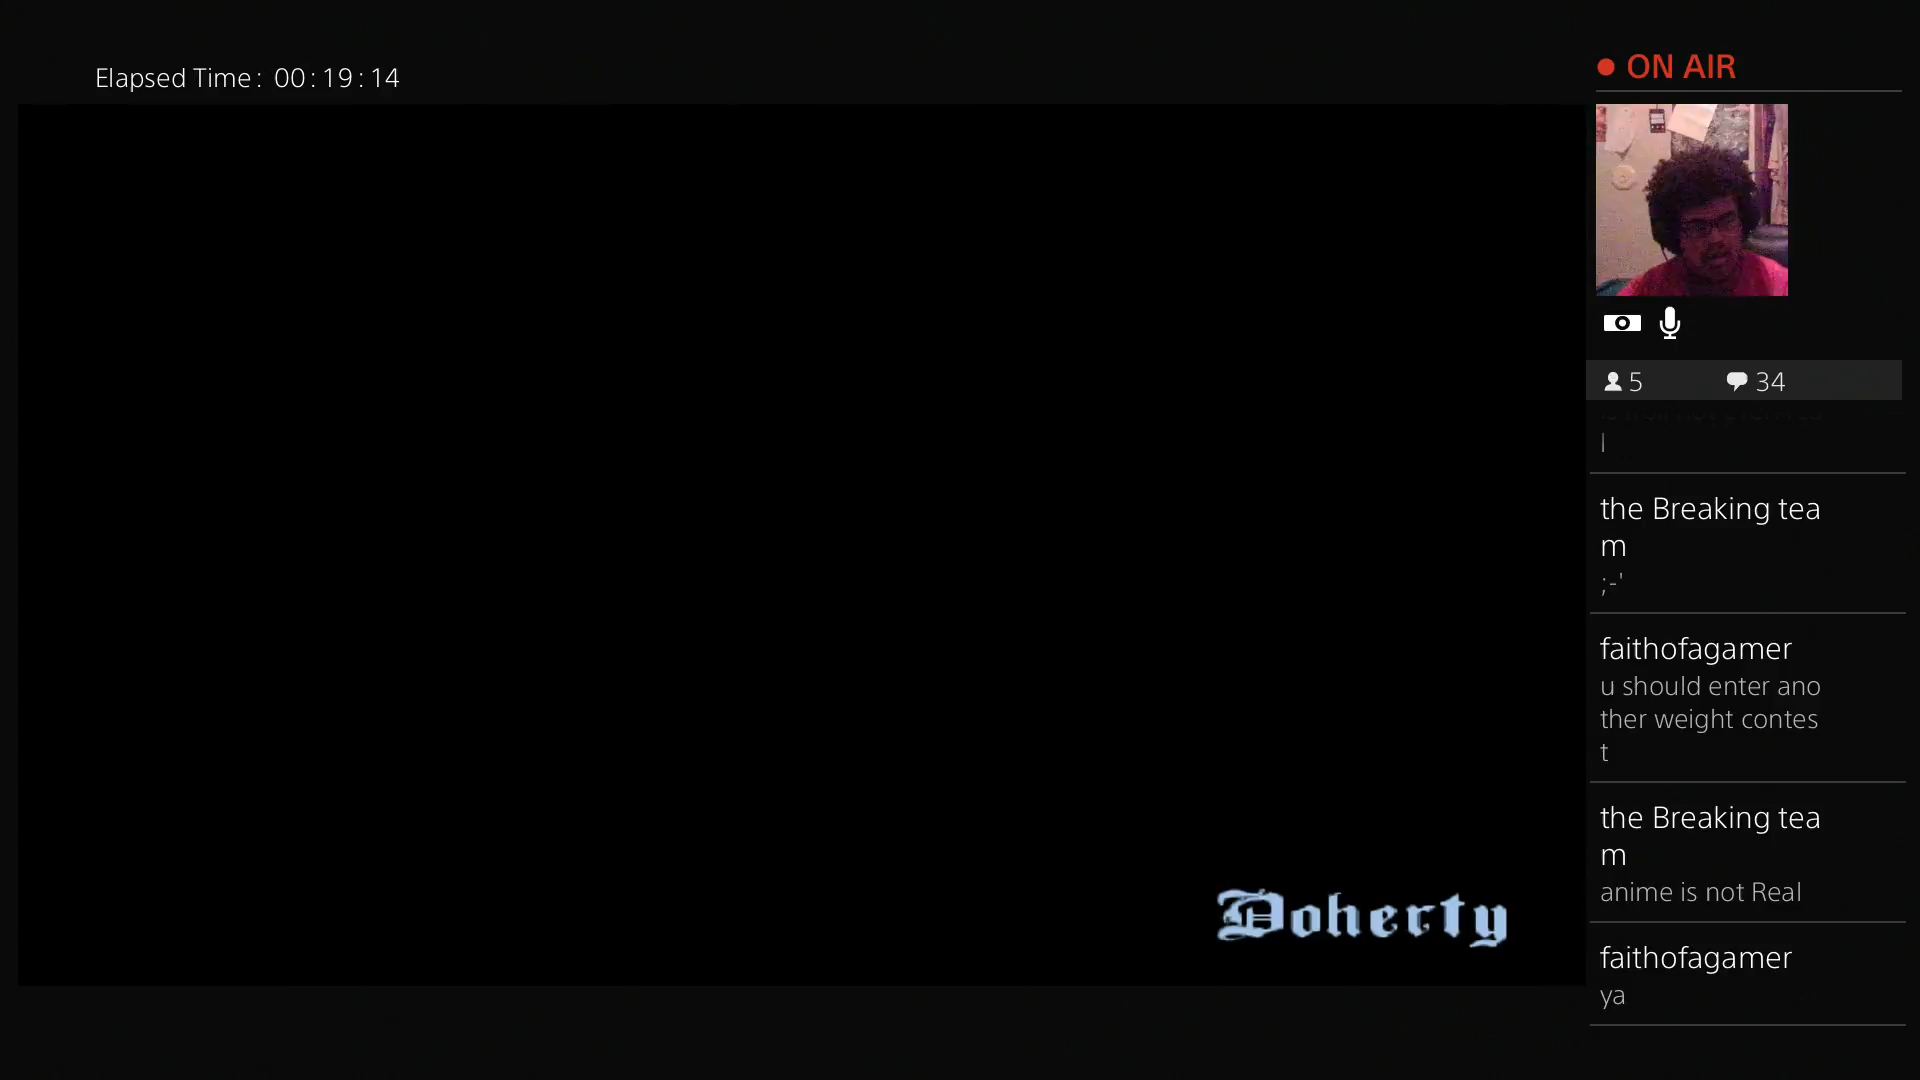 Elapsed Time: 00:19:14
ON AIR
5
34
l
the Breaking tea
m
;-'
faithofagamer
u should enter ano
ther weight contes
t
the Breaking tea
m
anime is not Real
faithofagamer
ya
Doherty